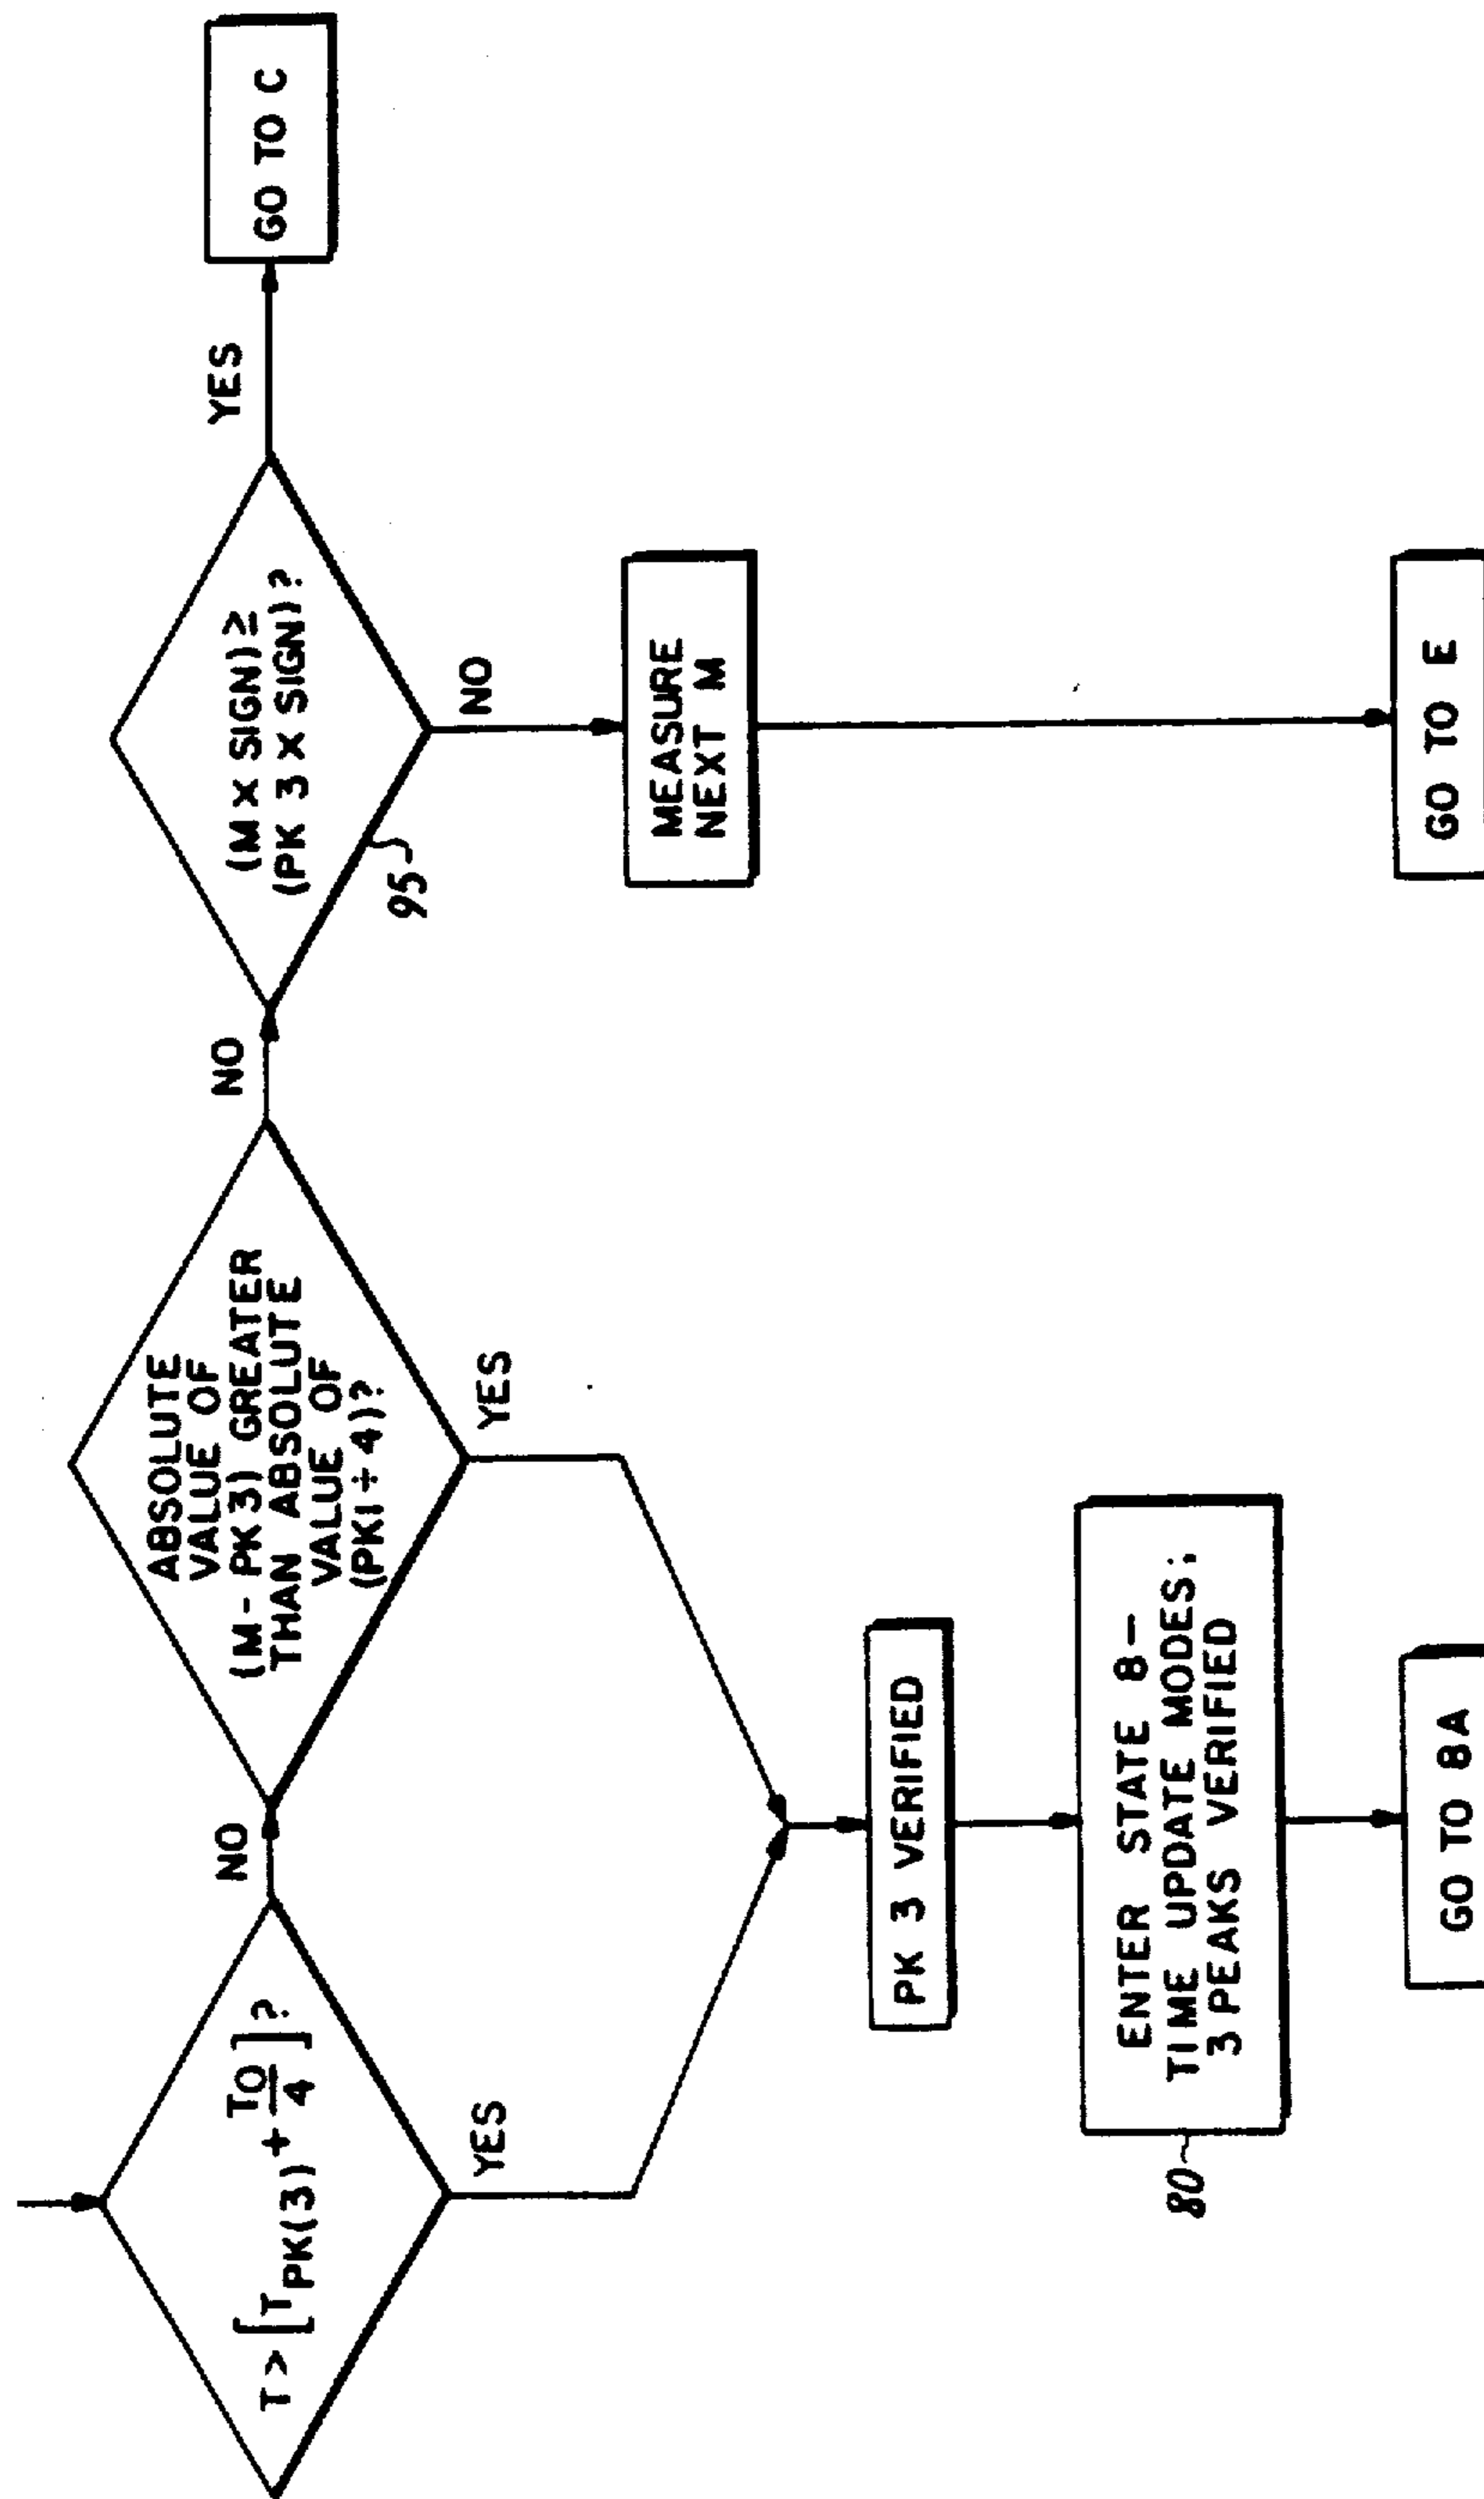 T > [T PK(3) + TO
4 ]?
NO
YES
ABSOLUTE
VALUE OF
(M - PK 3) GREATER
THAN ABSOLUTE
VALUE OF
(PK1 ÷ 4)?
NO
YES
(M X SIGN) ≥
(PK 3 X SIGN)?
95
YES
GO TO C
NO
MEASURE
NEXT M
GO TO E
PK 3 VERIFIED
ENTER STATE 8-
TIME UPDATE MODES:
3 PEAKS VERIFIED
80
GO TO 8A